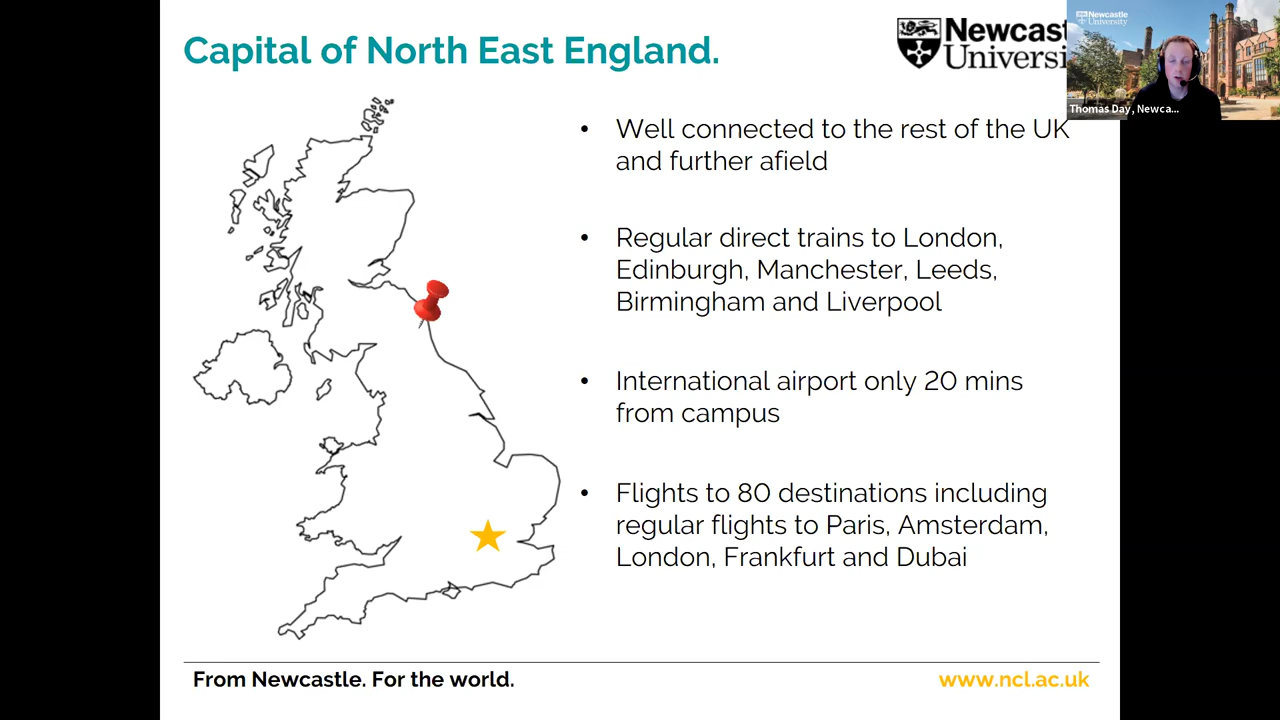 Capital of North East England.
Newcast
Universi
Newcastle
University
Thomas Day, Newca...
• Well connected to the rest of the UK
and further afield
• Regular direct trains to London,
Edinburgh, Manchester, Leeds,
Birmingham and Liverpool
• International airport only 20 mins
from campus
• Flights to 80 destinations including
regular flights to Paris, Amsterdam,
London, Frankfurt and Dubai
From Newcastle. For the world.
www.ncl.ac.uk